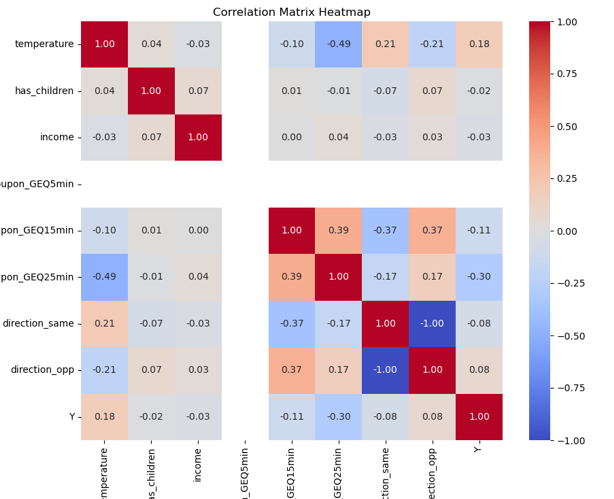 Correlation Matrix Heatmap
temperature 1.00 0.04 -0.03 -0.10 -0.49 0.21 -0.21 0.18
has_children 0.04 1.00 0.07 0.01 -0.01 -0.07 0.07 -0.02
income -0.03 0.07 1.00 0.00 0.04 -0.03 0.03 -0.03
upon_GEQ5min
pon_GEQ15min -0.10 0.01 0.00 1.00 0.39 -0.37 0.37 -0.11
pon_GEQ25min -0.49 -0.01 0.04 0.39 1.00 -0.17 0.17 -0.30
direction_same 0.21 -0.07 -0.03 -0.37 -0.17 1.00 -1.00 -0.08
direction_opp -0.21 0.07 0.03 0.37 0.17 -1.00 1.00 0.08
Y 0.18 -0.02 -0.03 -0.11 -0.30 -0.08 0.08 1.00
mperature
as_children
income
_GEQ5min
GEQ15min
GEQ25min
ction_same
ection_opp
Y
1.00
0.75
0.50
0.25
0.00
−0.25
−0.50
−0.75
−1.00